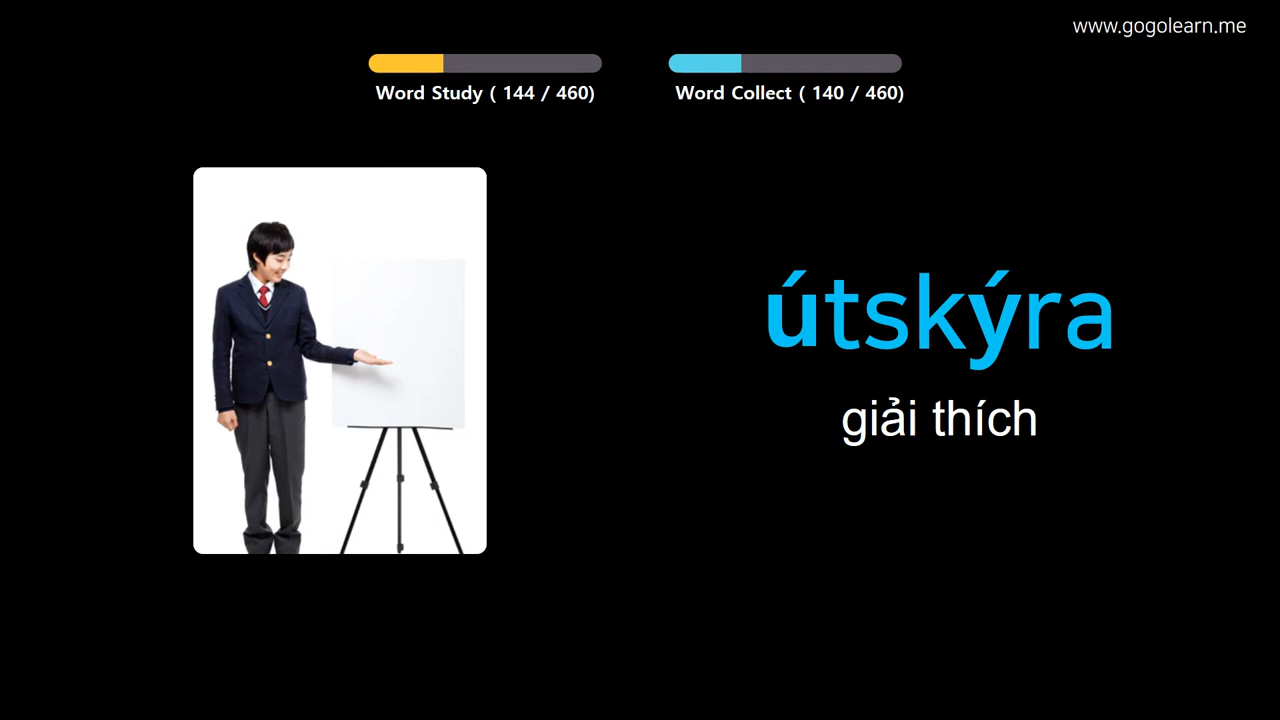 www.gogolearn.me
Word Study ( 144 / 460)
Word Collect ( 140 / 460)
útskýra
giải thích